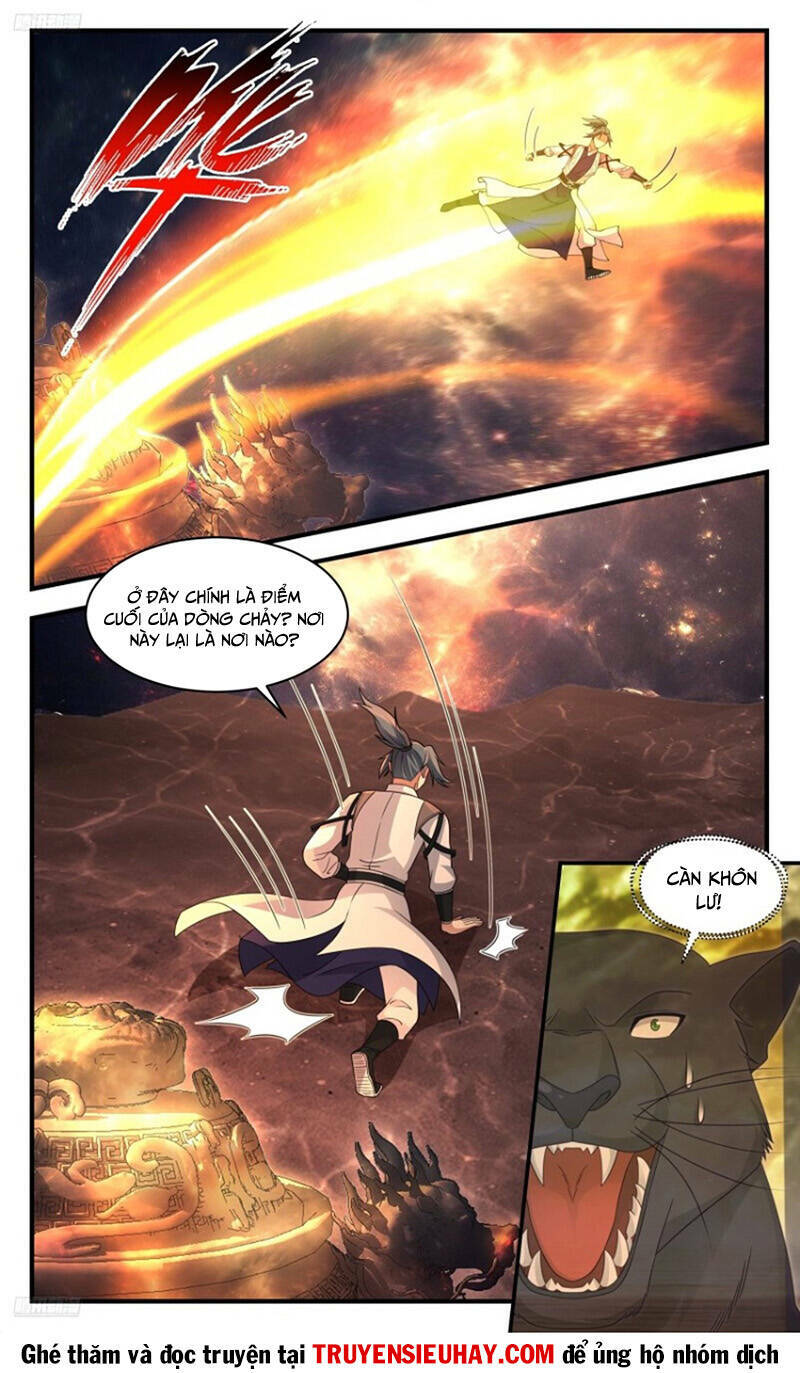 Ở ĐÂY CHÍNH LÀ ĐIỂM
CUỐI CỦA DÒNG CHẢY? NƠI
NÀY LẠI LÀ NƠI NÀO?
CÀN KHÔN
LƯ!
Ghé thăm và đọc truyện tại TRUYENSIEUHAY.COM để ủng hộ nhóm dịch